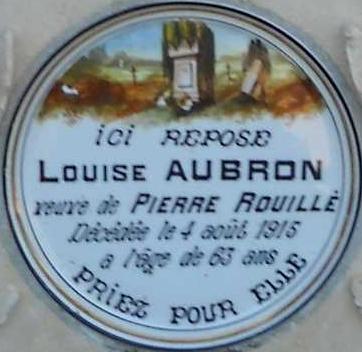 ici REPOSE
LOUISE AUBRON
veuve de PIERRE ROUILLÉ
Décédée le 4 août 1916
a l'âge de 63 ans
PRIEZ POUR ELLE